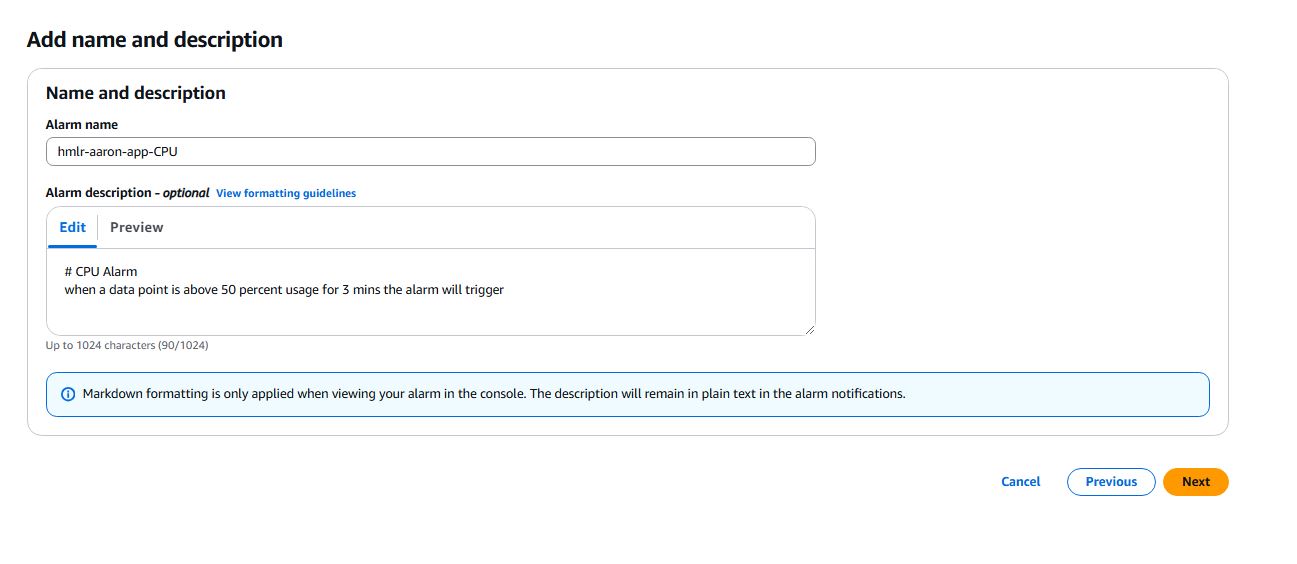 Add name and description
Name and description
Alarm name
hmlr-aaron-app-CPU
Alarm description - optional View formatting guidelines
Edit Preview
# CPU Alarm
when a data point is above 50 percent usage for 3 mins the alarm will trigger
Up to 1024 characters (90/1024)
Markdown formatting is only applied when viewing your alarm in the console. The description will remain in plain text in the alarm notifications.
Cancel Previous Next